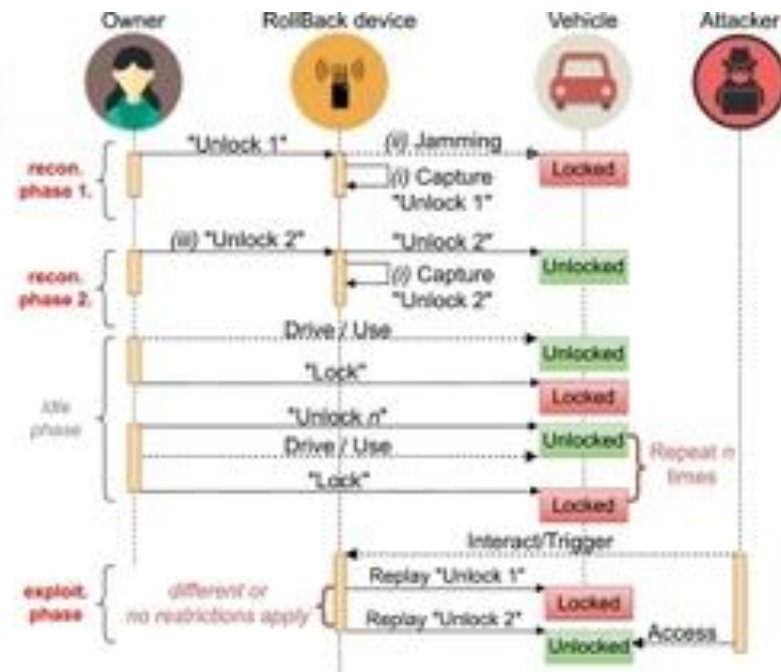 Owner RollBack device Vehicle Attacker
"Unlock 1" (ii) Jamming
recon. phase 1.
Locked
(i) Capture
"Unlock 1"
(iii) "Unlock 2" "Unlock 2"
recon. phase 2.
Unlocked
(i) Capture
"Unlock 2"
Drive / Use
Unlocked
"Lock"
Locked
Idle
phase
"Unlock n"
Unlocked
Drive / Use
Repeat n
times
"Lock"
Locked
Interact/Trigger
exploit.
phase
different or
no restrictions apply
Replay "Unlock 1"
Locked
Replay "Unlock 2"
Unlocked
Access